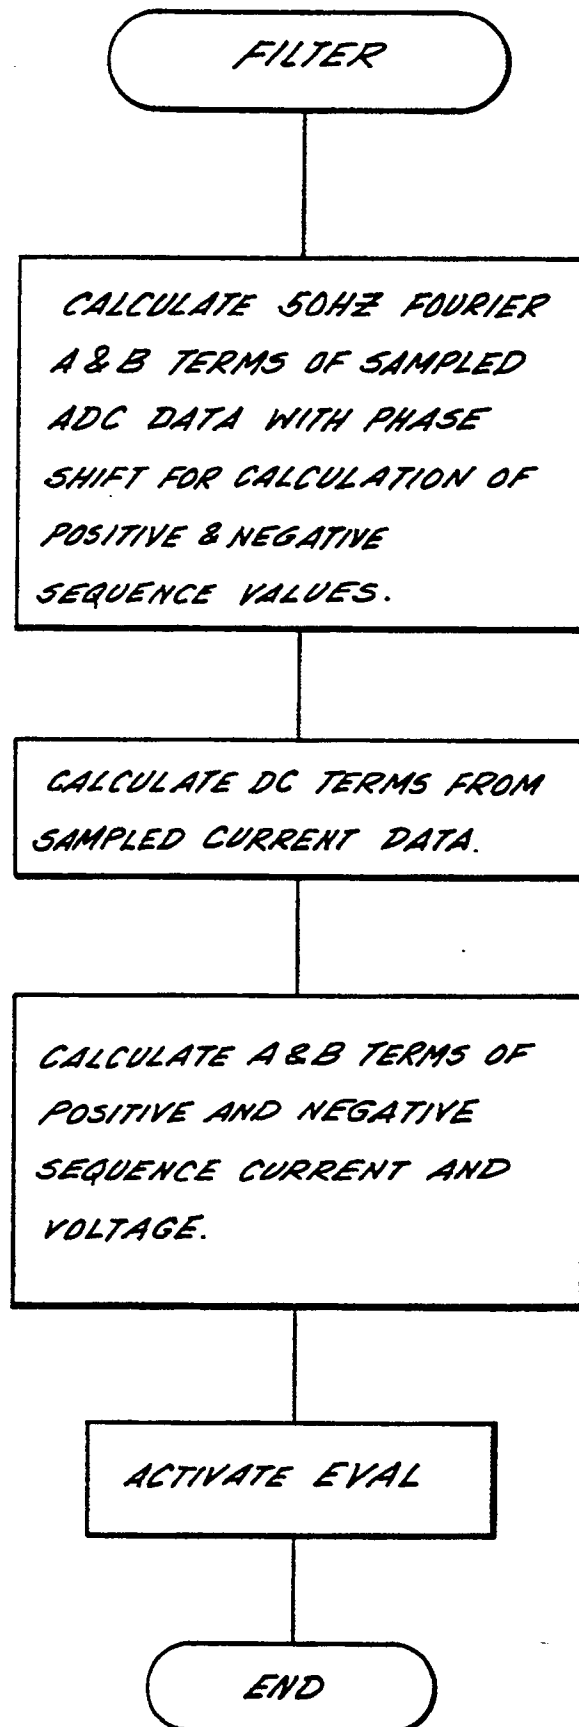 FILTER
CALCULATE 50HZ FOURIER
A & B TERMS OF SAMPLED
ADC DATA WITH PHASE
SHIFT FOR CALCULATION OF
POSITIVE & NEGATIVE
SEQUENCE VALUES.
CALCULATE DC TERMS FROM
SAMPLED CURRENT DATA.
CALCULATE A & B TERMS OF
POSITIVE AND NEGATIVE
SEQUENCE CURRENT AND
VOLTAGE.
ACTIVATE EVAL
END